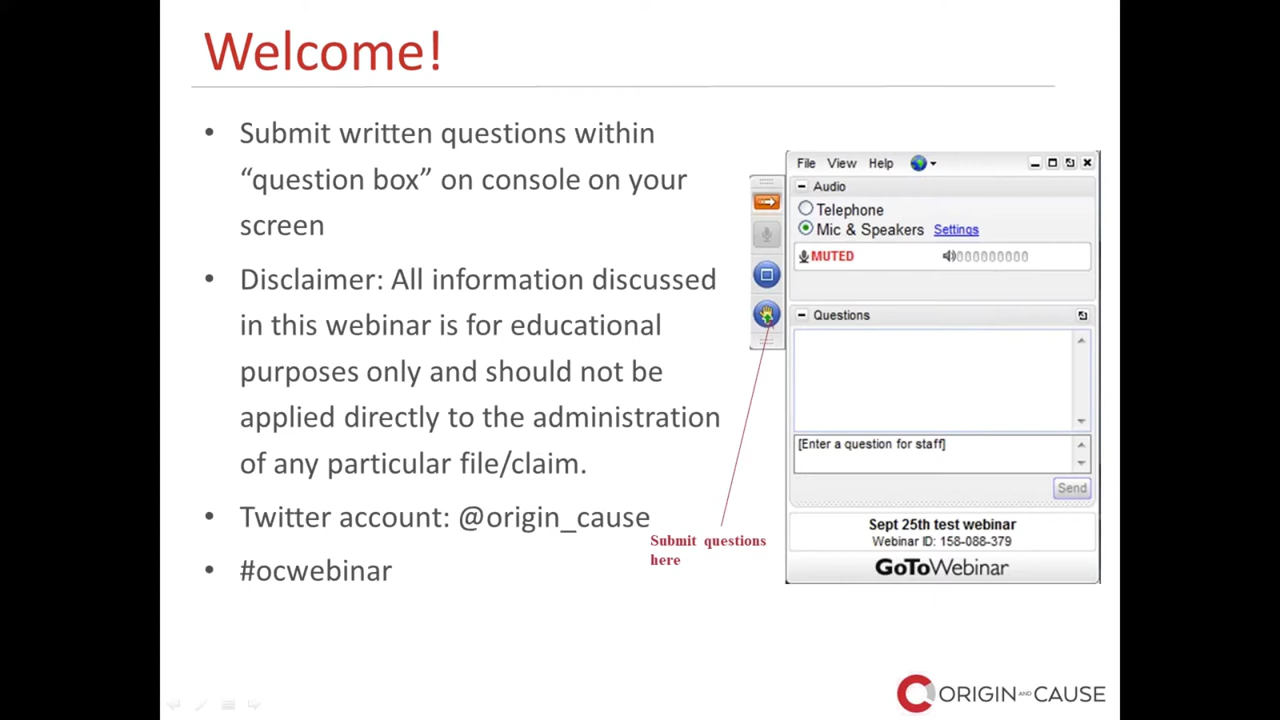 Welcome!
• Submit written questions within
“question box” on console on your
screen
• Disclaimer: All information discussed
in this webinar is for educational
purposes only and should not be
applied directly to the administration
of any particular file/claim.
• Twitter account: @origin_cause
• #ocwebinar
Submit questions
here
File View Help
Audio
Telephone
Mic & Speakers Settings
MUTED
Questions
[Enter a question for staff]
Send
Sept 25th test webinar
Webinar ID: 158-088-379
GoToWebinar
ORIGIN AND CAUSE